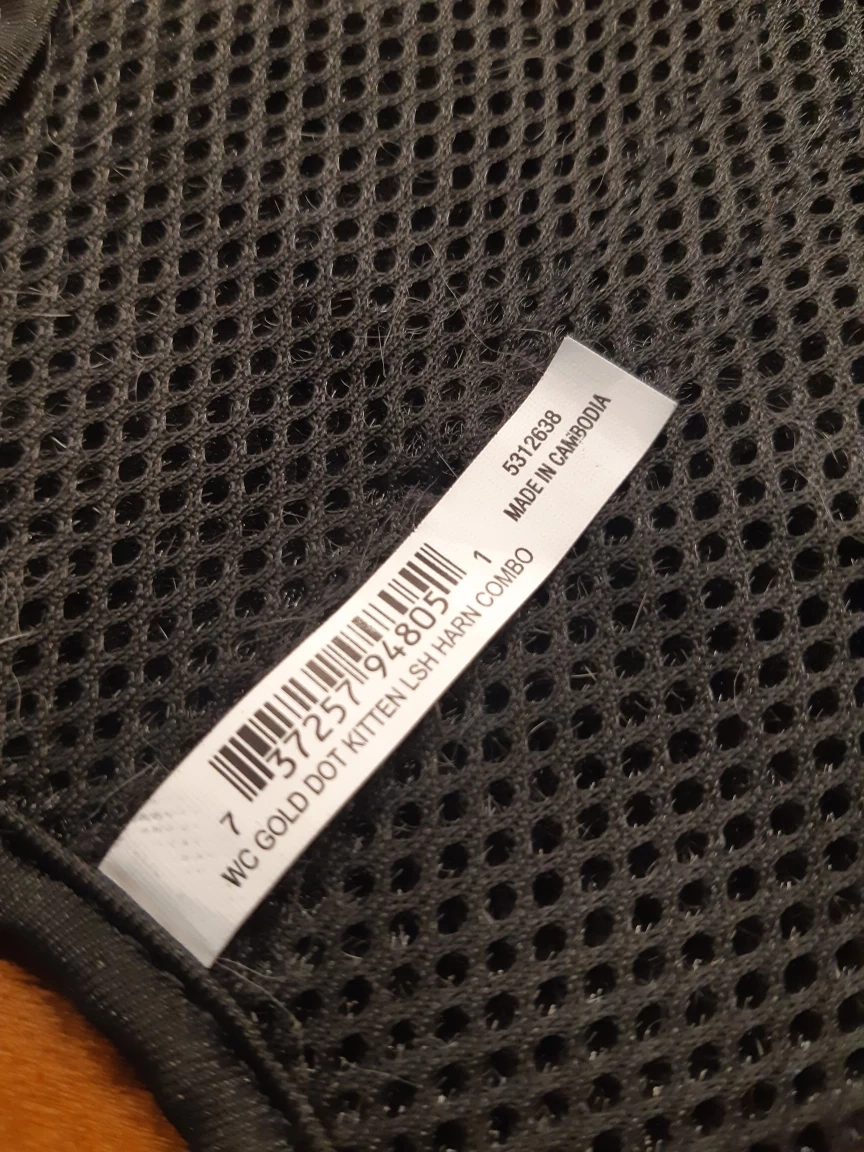 5312638
MADE IN CAMBODIA
7 37257 94805 1
WC GOLD DOT KITTEN LSH HARN COMBO